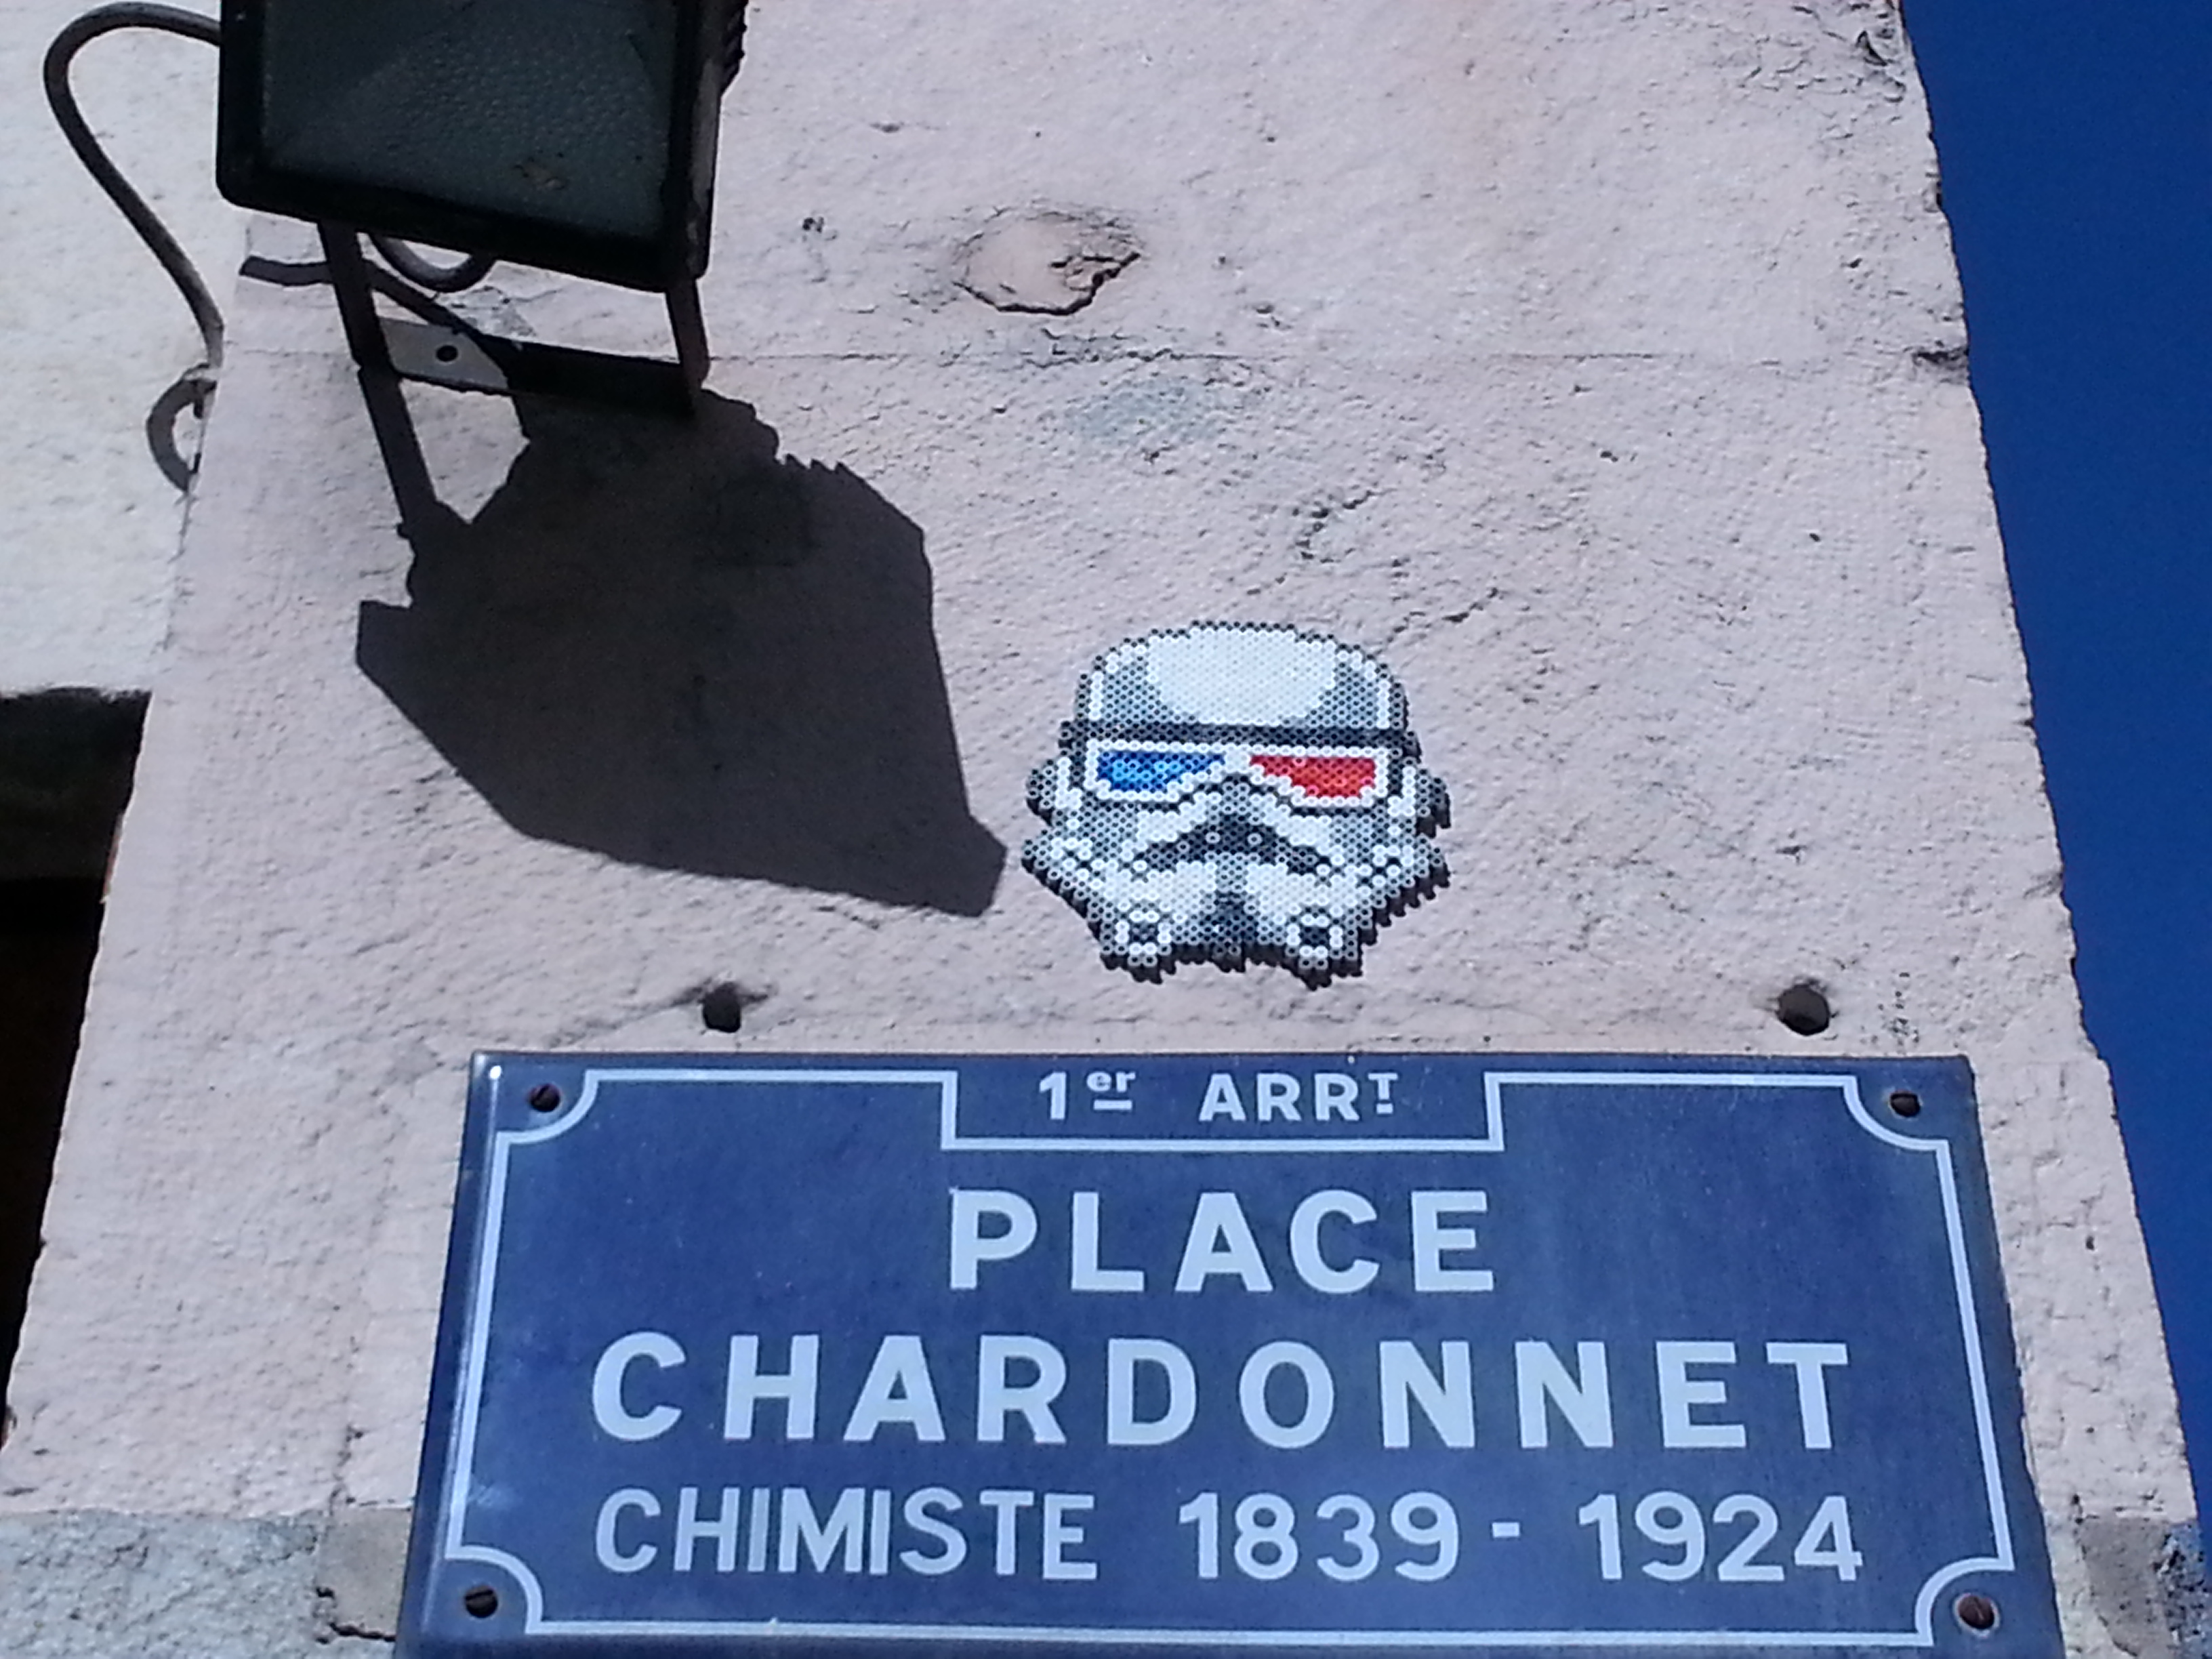 1er ARRT
PLACE
CHARDONNET
CHIMISTE 1839 - 1924